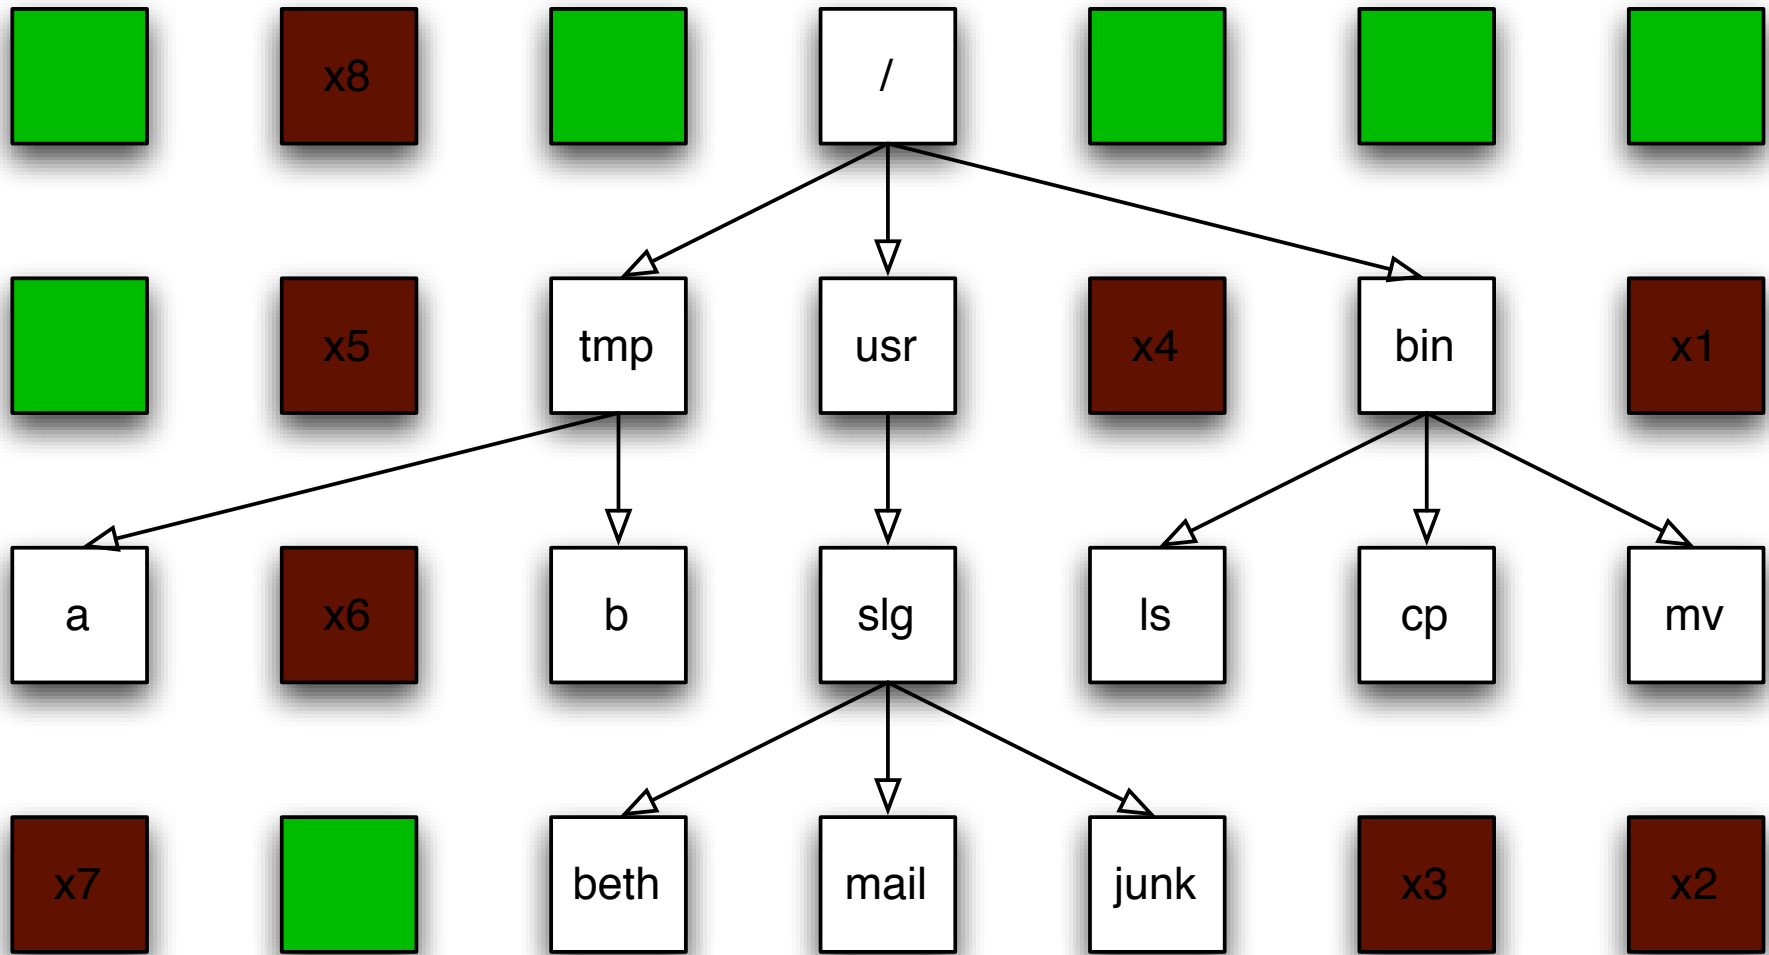 x8 /
x5 tmp usr x4 bin x1
a x6 b slg ls cp mv
x7 beth mail junk x3 x2